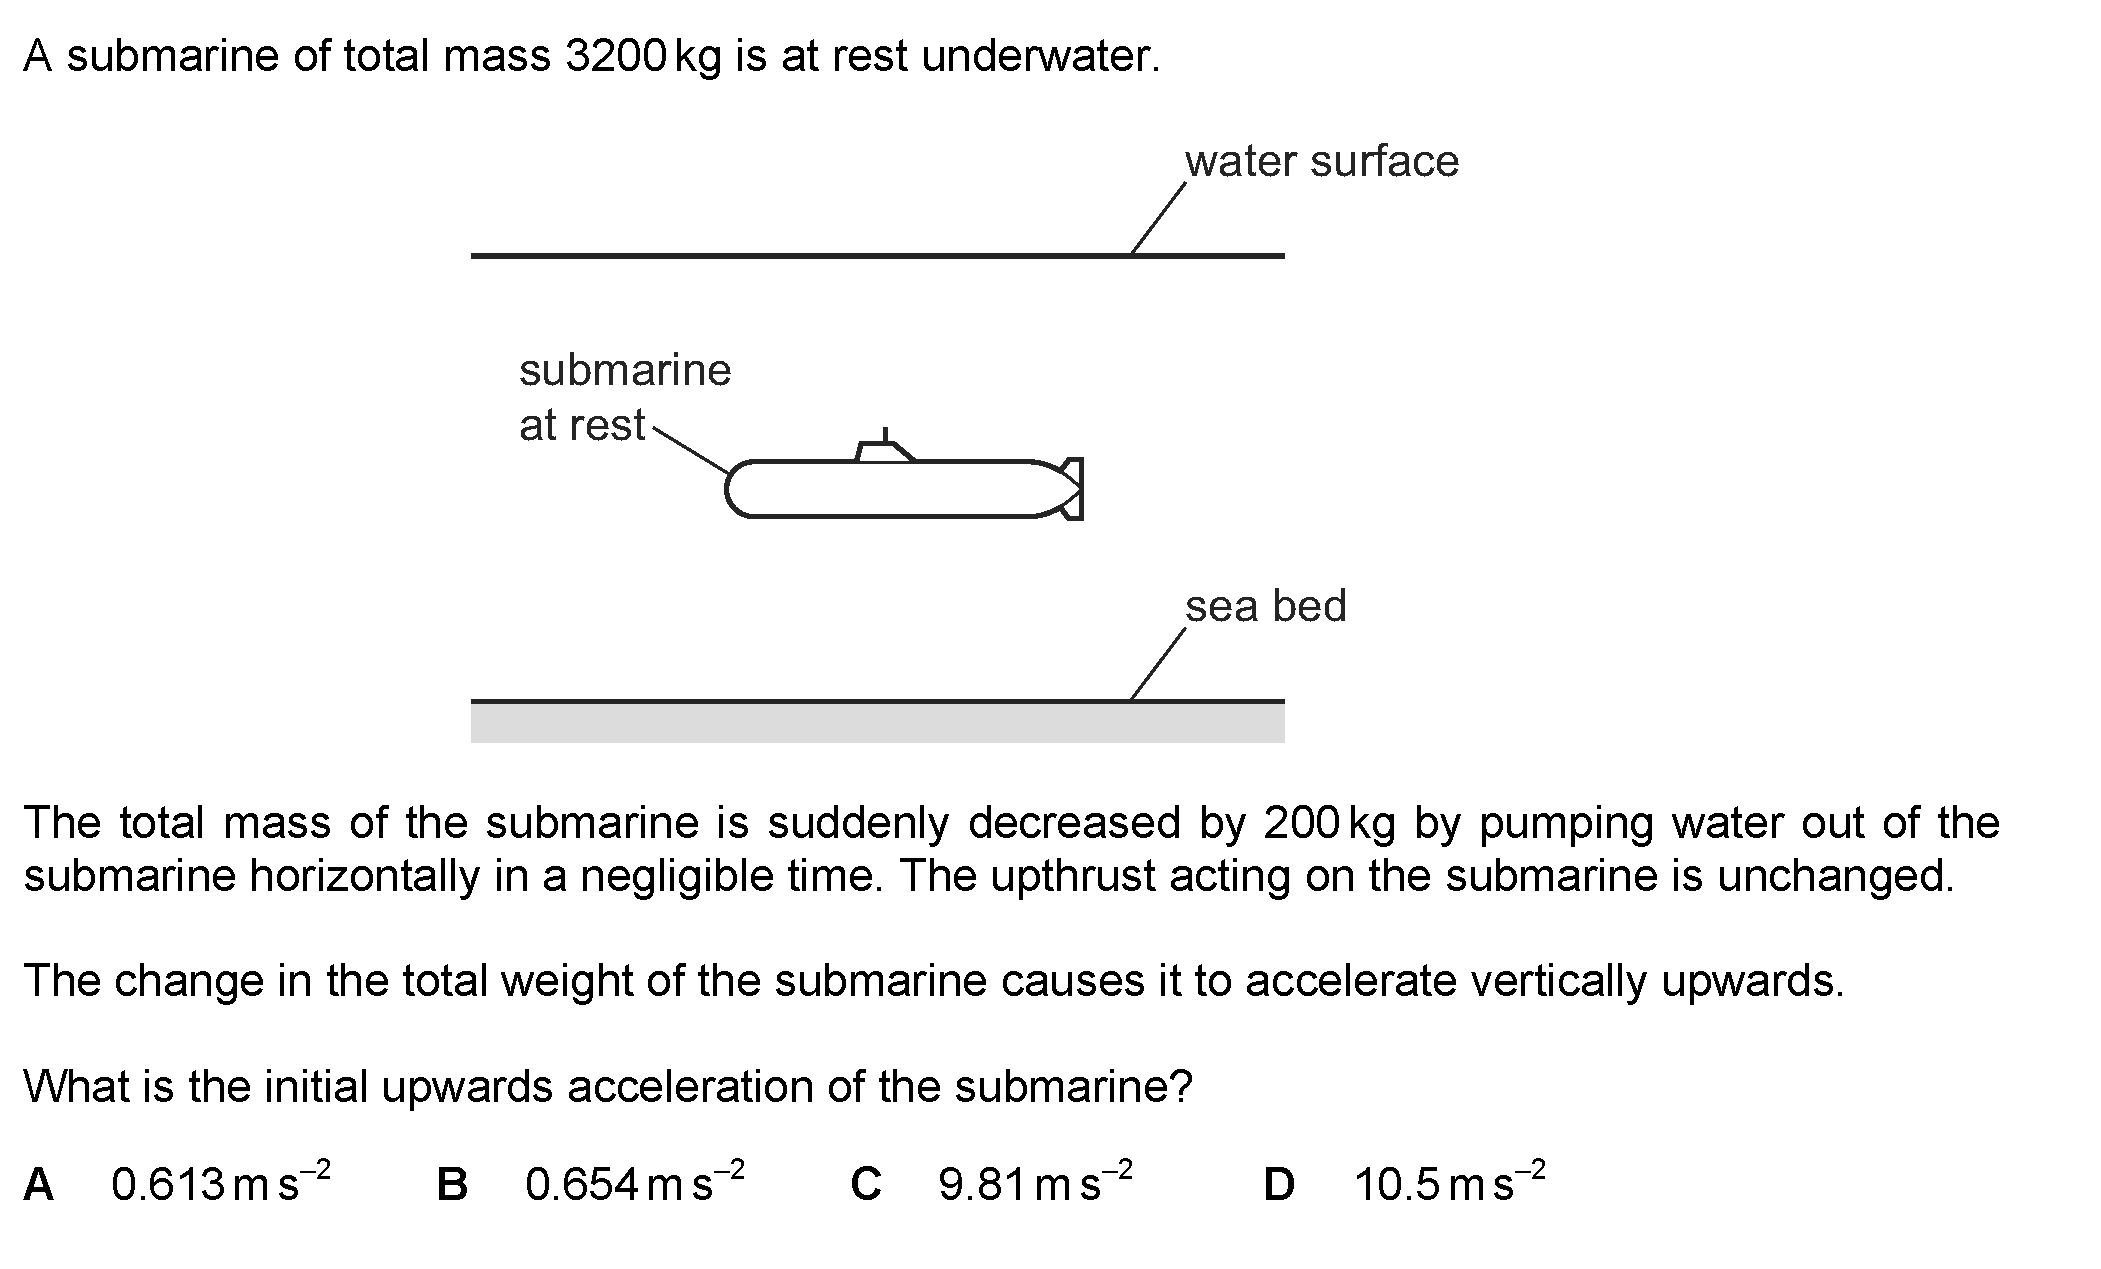 A submarine of total mass 3200 kg is at rest underwater.
water surface
submarine
at rest
sea bed
The total mass of the submarine is suddenly decreased by 200 kg by pumping water out of the
submarine horizontally in a negligible time. The upthrust acting on the submarine is unchanged.
The change in the total weight of the submarine causes it to accelerate vertically upwards.
What is the initial upwards acceleration of the submarine?
A 0.613 m s⁻² B 0.654 m s⁻² C 9.81 m s⁻² D 10.5 m s⁻²